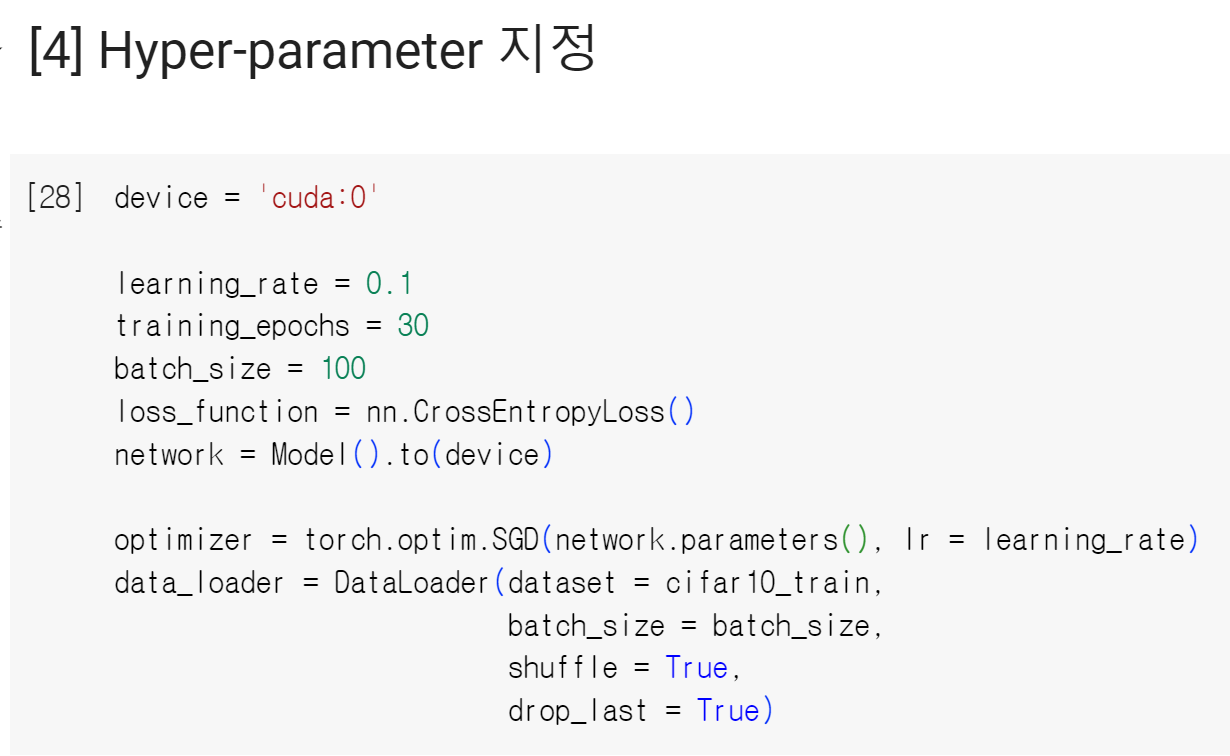 [4] Hyper-parameter 지정
[28] device = 'cuda:0'
learning_rate = 0.1
training_epochs = 30
batch_size = 100
loss_function = nn.CrossEntropyLoss()
network = Model().to(device)
optimizer = torch.optim.SGD(network.parameters(), lr = learning_rate)
data_loader = DataLoader(dataset = cifar10_train,
batch_size = batch_size,
shuffle = True,
drop_last = True)